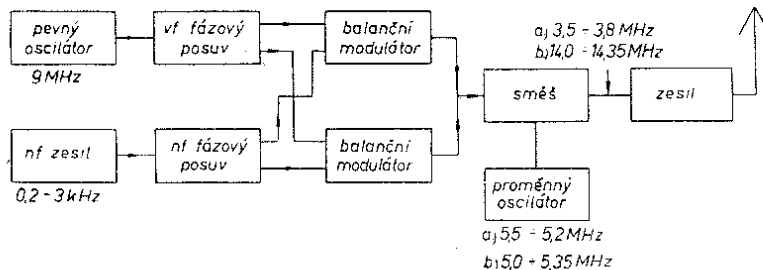 pevný
oscilátor
9 MHz
vf fázový
posuv
balanční
modulátor
a) 3,5 ÷ 3,8 MHz
b) 14,0 ÷ 14,35 MHz
směš
zesil
nf zesil
0,2 ÷ 3 kHz
nf fázový
posuv
balanční
modulátor
proměnný
oscilátor
a) 5,5 ÷ 5,2 MHz
b) 5,0 ÷ 5,35 MHz